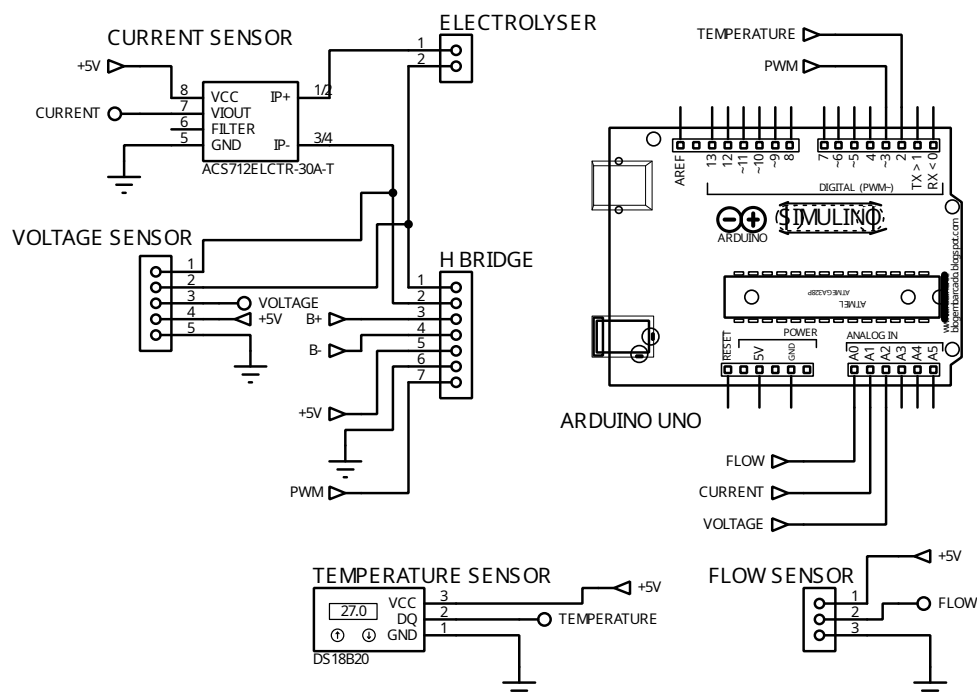 CURRENT SENSOR
+5V
CURRENT
8 VCC IP+ 1/2
7 VIOUT
6 FILTER
5 GND IP- 3/4
ACS712ELCTR-30A-T
ELECTROLYSER
1
2
VOLTAGE SENSOR
1
2
3 VOLTAGE
4 +5V
5
H BRIDGE
1
2
B+ 3
B- 4
5
6
7
+5V
PWM
TEMPERATURE
PWM
AREF
13
12
~11
~10
~9
8
7
~6
~5
4
~3
2
TX > 1
RX < 0
DIGITAL (PWM~)
ARDUINO
SIMULINO
ATMEL
ATMEGA328P
blogembarcado.blogspot.com
POWER
ANALOG IN
RESET
5V
GND
A0
A1
A2
A3
A4
A5
ARDUINO UNO
FLOW
CURRENT
VOLTAGE
TEMPERATURE SENSOR
27.0
VCC 3
DQ 2
GND 1
DS18B20
+5V
TEMPERATURE
FLOW SENSOR
+5V
1
2
3
FLOW